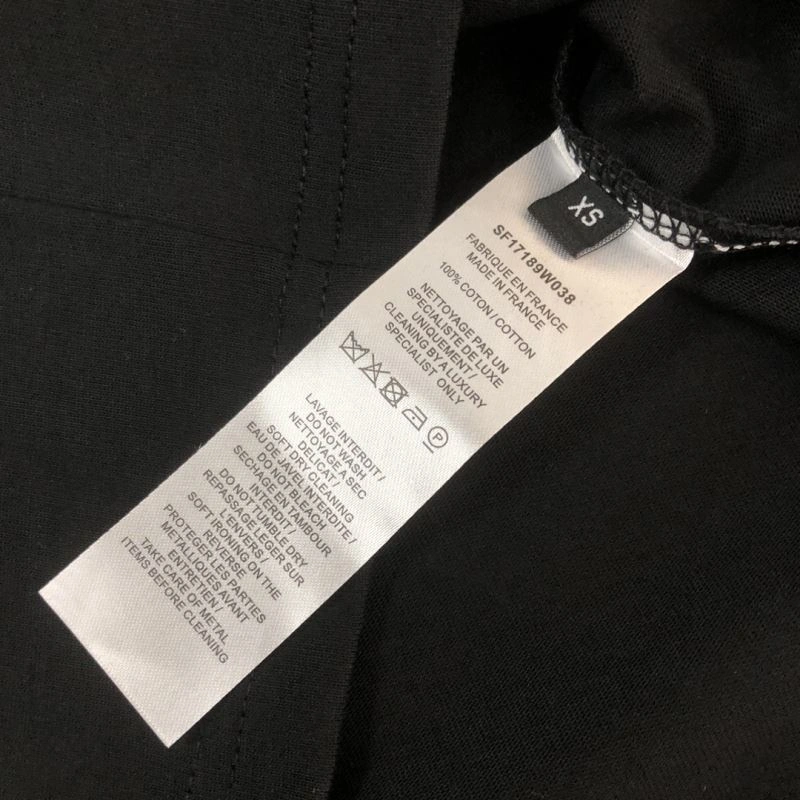 XS
SF17189W038
FABRIQUE EN FRANCE
MADE IN FRANCE
100% COTON / COTTON
NETTOYAGE PAR UN
SPECIALISTE DE LUXE
UNIQUEMENT /
CLEANING BY A LUXURY
SPECIALIST ONLY
P
LAVAGE INTERDIT /
DO NOT WASH
NETTOYAGE A SEC
DELICAT /
SOFT DRY CLEANING
EAU DE JAVEL INTERDITE /
DO NOT BLEACH
SECHAGE EN TAMBOUR
INTERDIT /
DO NOT TUMBLE DRY
REPASSAGE LEGER SUR
L'ENVERS /
SOFT IRONING ON THE
REVERSE
PROTEGER LES PARTIES
METALLIQUES AVANT
ENTRETIEN /
TAKE CARE OF METAL
ITEMS BEFORE CLEANING